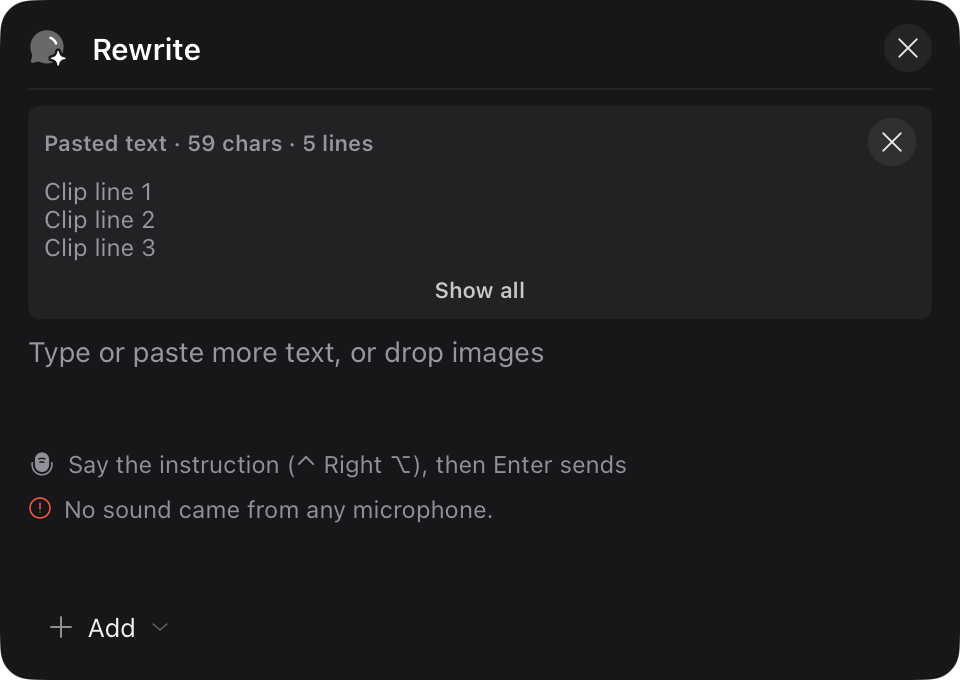 Rewrite
Pasted text · 59 chars · 5 lines
Clip line 1
Clip line 2
Clip line 3
Show all
Type or paste more text, or drop images
Say the instruction (⌃ Right ⌥), then Enter sends
No sound came from any microphone.
Add